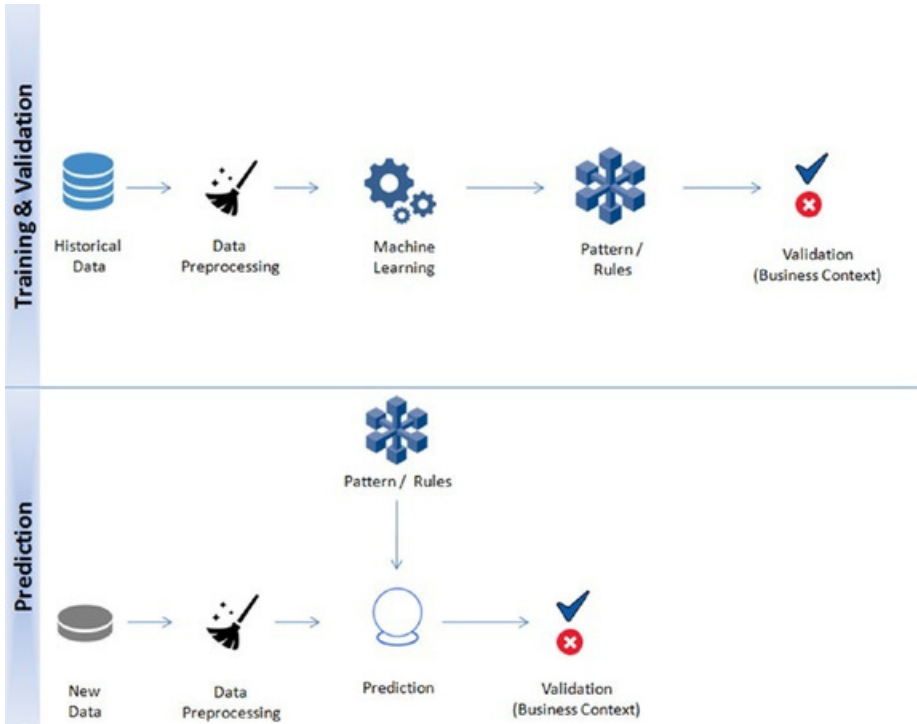 Training & Validation
Historical
Data
Data
Preprocessing
Machine
Learning
Pattern /
Rules
Validation
(Business Context)
Prediction
Pattern / Rules
New
Data
Data
Preprocessing
Prediction
Validation
(Business Context)